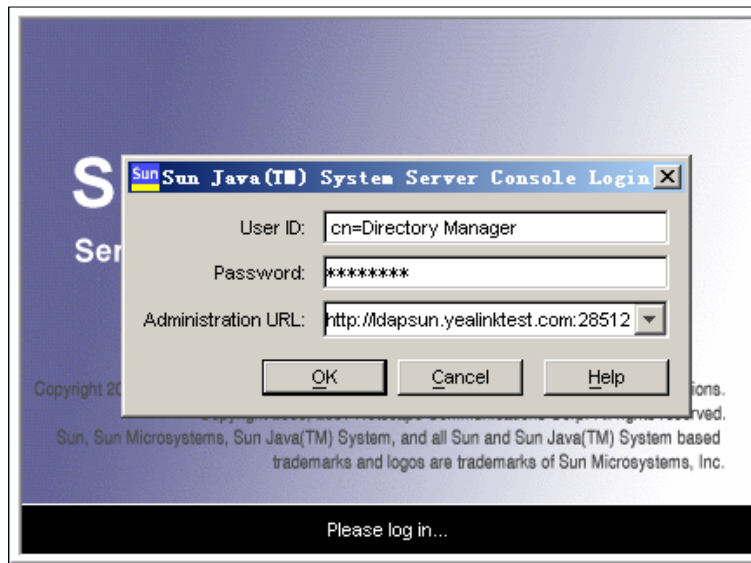 Sun Sun Java(TM) System Server Console Login
S
User ID: cn=Directory Manager
Ser
Password: ********
Administration URL: http://ldapsun.yealinktest.com:28512
OK Cancel Help
Copyright 20 ions.
rved.
Sun, Sun Microsystems, Sun Java(TM) System, and all Sun and Sun Java(TM) System based
trademarks and logos are trademarks of Sun Microsystems, Inc.
Please log in...